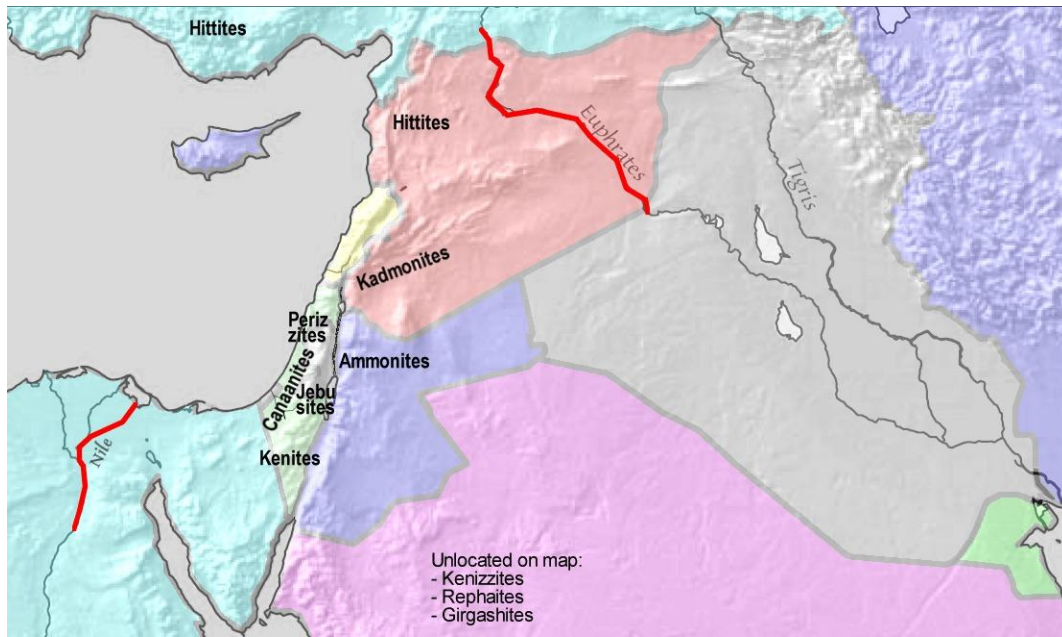 Hittites
Hittites
Euphrates
Tigris
Kadmonites
Periz
zites
Canaanites
Ammonites
Jebu
sites
Nile
Kenites
Unlocated on map:
- Kenizzites
- Rephaites
- Girgashites